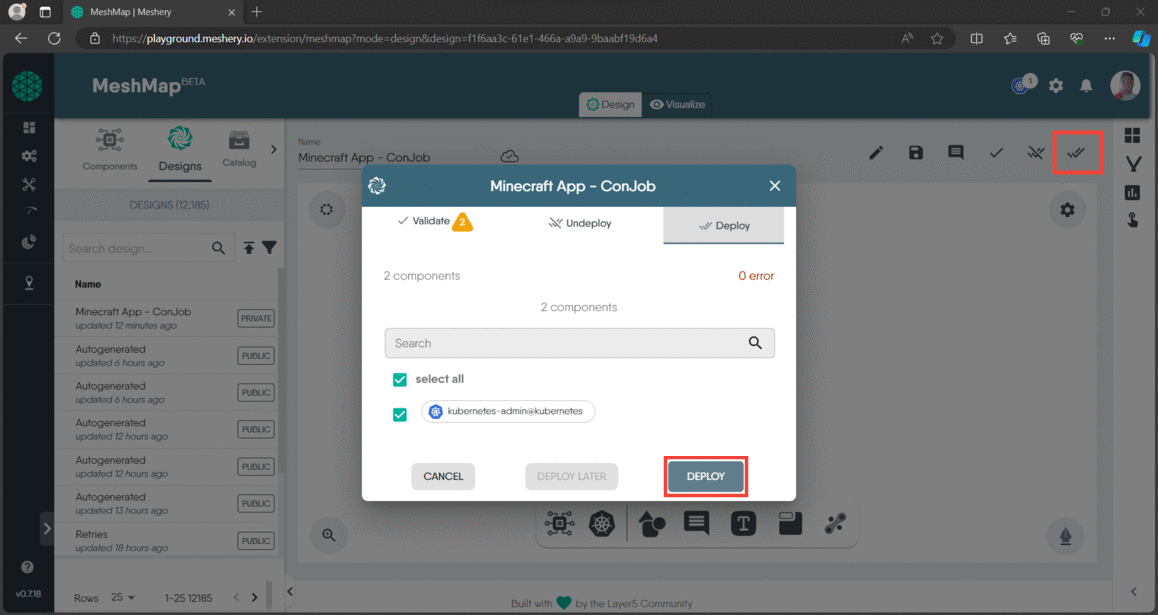 MeshMap | Meshery
https://playground.meshery.io/extension/meshmap?mode=design&design=f1f6aa3c-61e1-466a-a9a9-9baabf19d6a4
MeshMap BETA
Design
Visualize
1
Components
Designs
Catalog
DESIGNS (12,185)
Search design...
Name
Minecraft App - ConJob
updated 12 minutes ago
PRIVATE
Autogenerated
updated 6 hours ago
PUBLIC
Autogenerated
updated 6 hours ago
PUBLIC
Autogenerated
updated 12 hours ago
PUBLIC
Autogenerated
updated 12 hours ago
PUBLIC
Autogenerated
updated 13 hours ago
PUBLIC
Retries
updated 18 hours ago
PUBLIC
Rows 25 1-25 12185
v0.7.18
Name
Minecraft App - ConJob
Minecraft App - ConJob
Validate 2
Undeploy
Deploy
2 components
0 error
2 components
Search
select all
kubernetes-admin@kubernetes
CANCEL
DEPLOY LATER
DEPLOY
T
Built with by the Layer5 Community